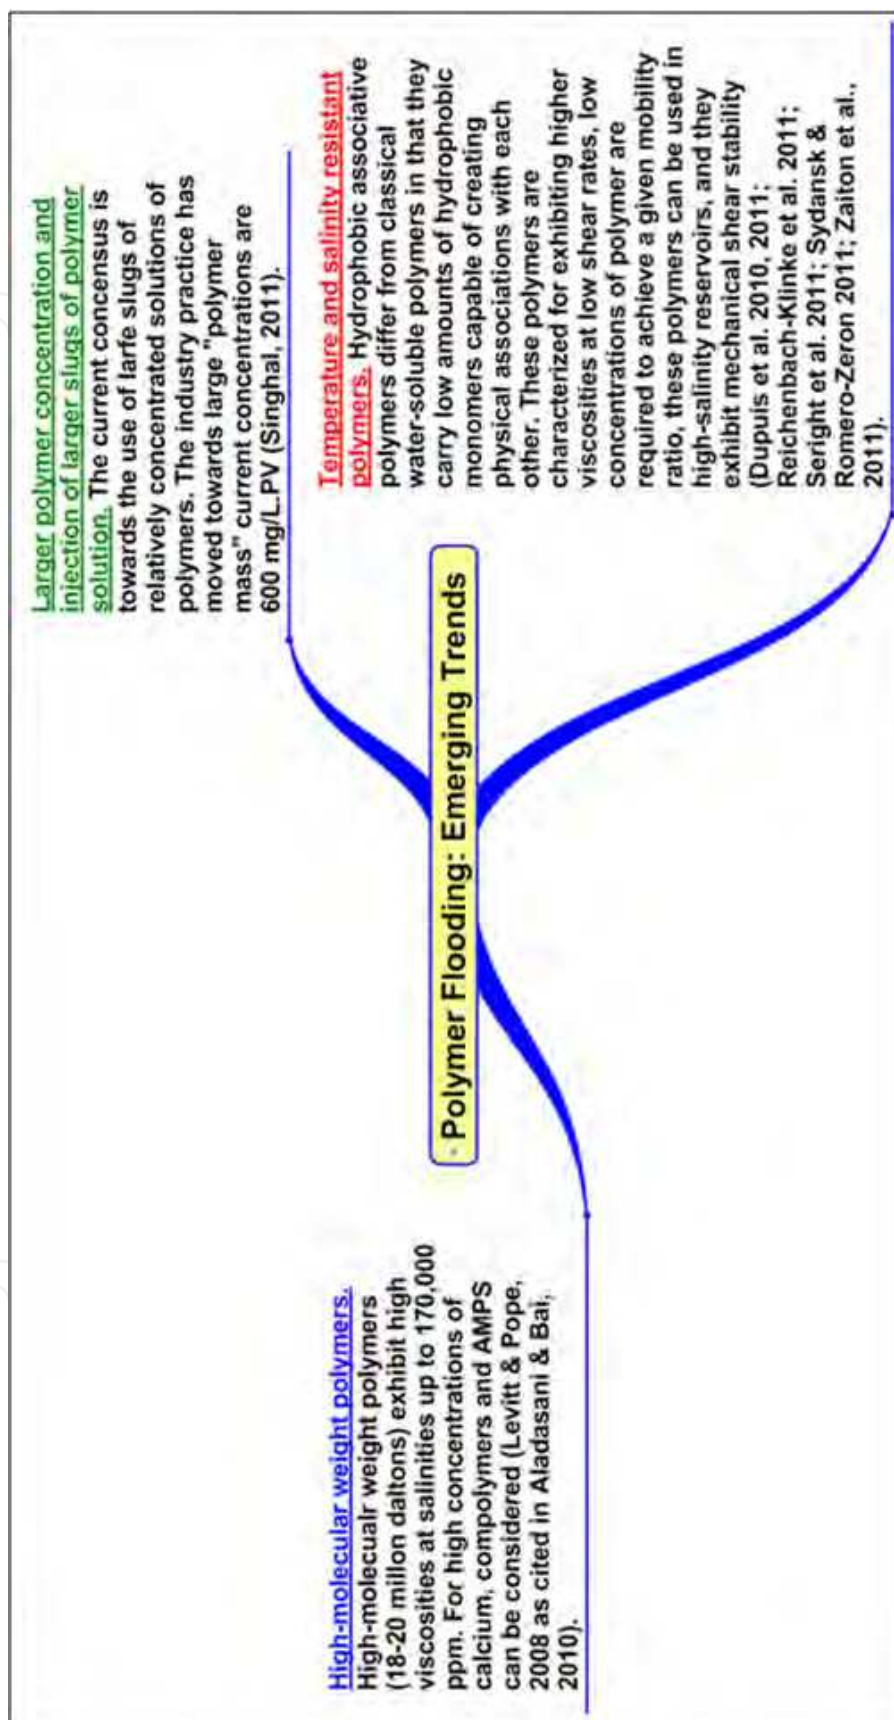 High-molecular weight polymers.
High-molecualr weight polymers
(18-20 millon daltons) exhibit high
viscosities at salinities up to 170,000
ppm. For high concentrations of
calcium, compolymers and AMPS
can be considered (Levitt & Pope,
2008 as cited in Aladasani & Bai,
2010).
Polymer Flooding: Emerging Trends
Larger polymer concentration and
injection of larger slugs of polymer
solution. The current concensus is
towards the use of larfe slugs of
relatively concentrated solutions of
polymers. The industry practice has
moved towards large "polymer
mass" current concentrations are
600 mg/L.PV (Singhal, 2011).
Temperature and salinity resistant
polymers. Hydrophobic associative
polymers differ from classical
water-soluble polymers in that they
carry low amounts of hydrophobic
monomers capable of creating
physical associations with each
other. These polymers are
characterized for exhibiting higher
viscosities at low shear rates, low
concentrations of polymer are
required to achieve a given mobility
ratio, these polymers can be used in
high-salinity reservoirs, and they
exhibit mechanical shear stability
(Dupuis et al. 2010, 2011;
Reichenbach-Klinke et al. 2011;
Seright et al. 2011; Sydansk &
Romero-Zeron 2011; Zaiton et al.,
2011).